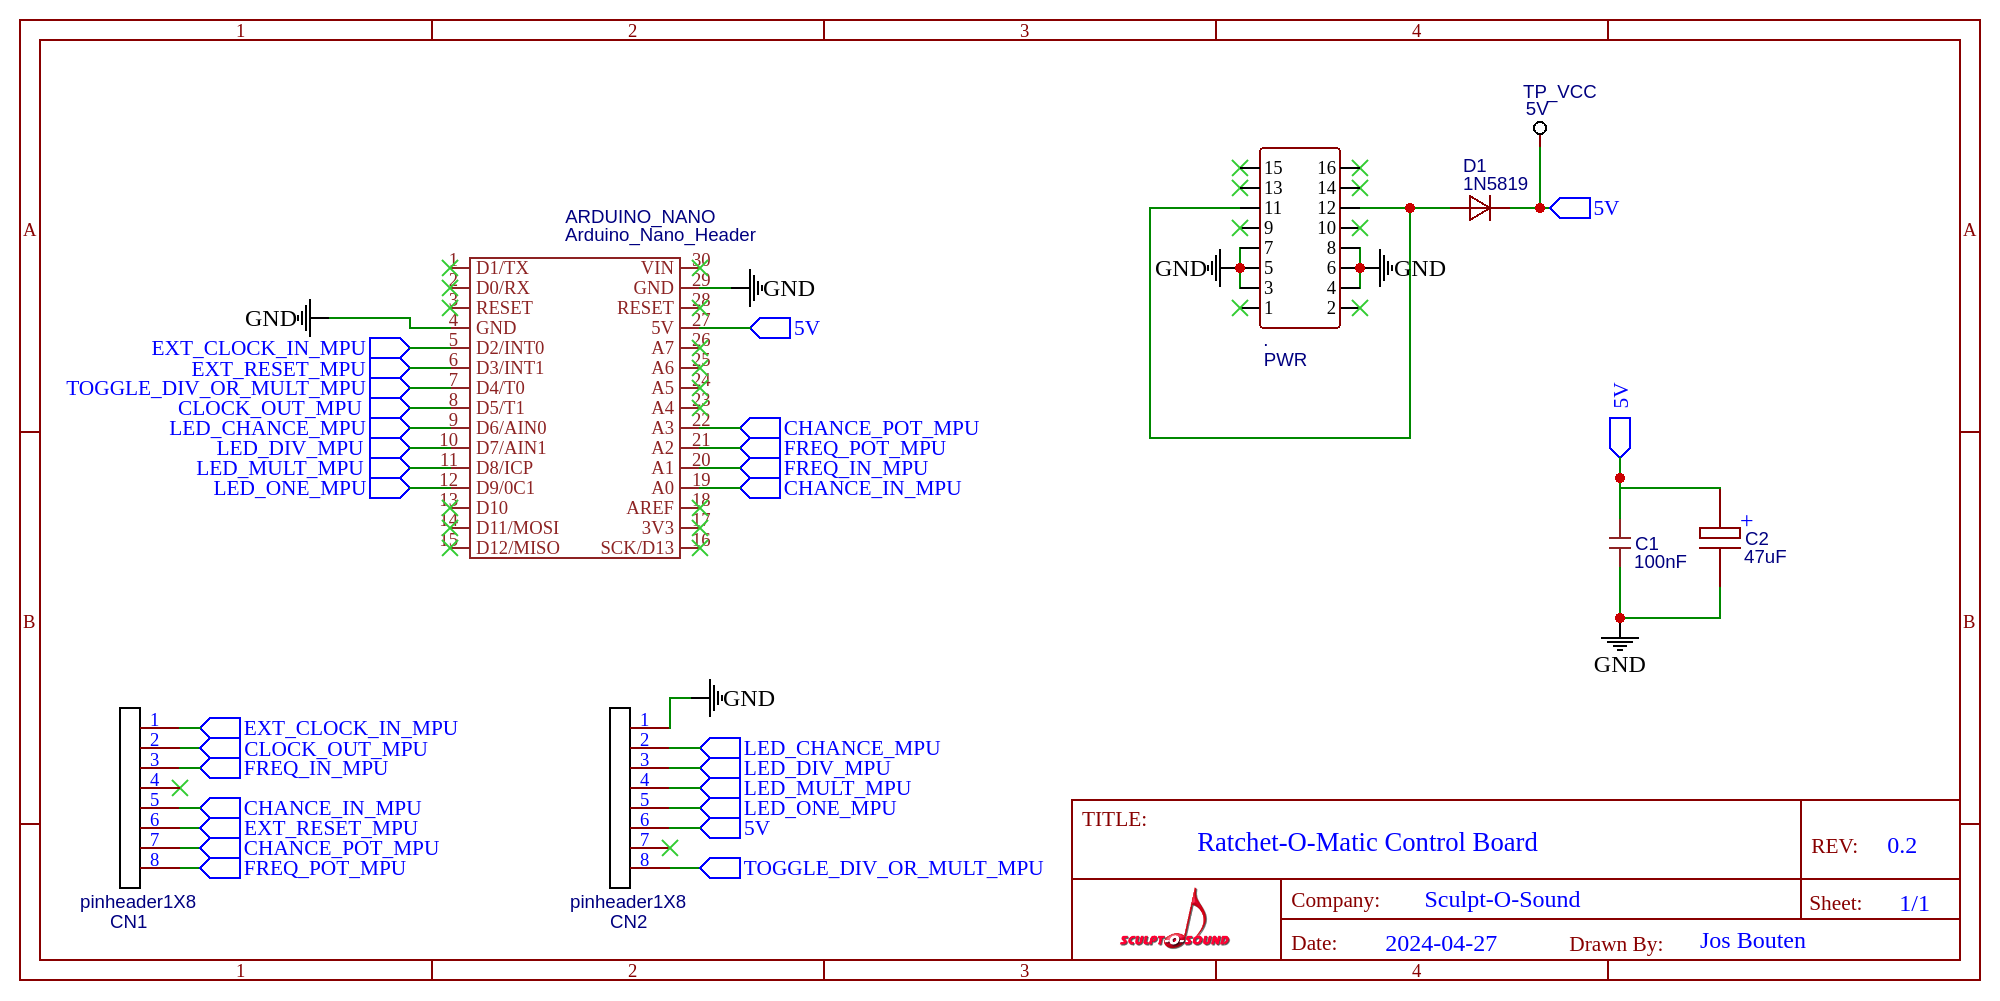 1 2 3 4
A
B
A
B
1 2 3 4
ARDUINO_NANO
Arduino_Nano_Header
1 D1/TX VIN 30
2 D0/RX GND 29 GND
3 RESET RESET 28
GND 4 GND 5V 27 5V
EXT_CLOCK_IN_MPU 5 D2/INT0 A7 26
EXT_RESET_MPU 6 D3/INT1 A6 25
TOGGLE_DIV_OR_MULT_MPU 7 D4/T0 A5 24
CLOCK_OUT_MPU 8 D5/T1 A4 23
LED_CHANCE_MPU 9 D6/AIN0 A3 22 CHANCE_POT_MPU
LED_DIV_MPU 10 D7/AIN1 A2 21 FREQ_POT_MPU
LED_MULT_MPU 11 D8/ICP A1 20 FREQ_IN_MPU
LED_ONE_MPU 12 D9/0C1 A0 19 CHANCE_IN_MPU
13 D10 AREF 18
14 D11/MOSI 3V3 17
15 D12/MISO SCK/D13 16
TP_VCC
5V
D1
1N5819
5V
15 16
13 14
11 12
9 10
7 8
GND 5 6 GND
3 4
1 2
.
PWR
5V
+
C1
100nF
C2
47uF
GND
1 EXT_CLOCK_IN_MPU
2 CLOCK_OUT_MPU
3 FREQ_IN_MPU
4
5 CHANCE_IN_MPU
6 EXT_RESET_MPU
7 CHANCE_POT_MPU
8 FREQ_POT_MPU
pinheader1X8
CN1
GND
1
2 LED_CHANCE_MPU
3 LED_DIV_MPU
4 LED_MULT_MPU
5 LED_ONE_MPU
6 5V
7
8 TOGGLE_DIV_OR_MULT_MPU
pinheader1X8
CN2
TITLE:
Ratchet-O-Matic Control Board
REV: 0.2
SCULPT-O-SOUND
Company: Sculpt-O-Sound
Sheet: 1/1
Date: 2024-04-27
Drawn By: Jos Bouten